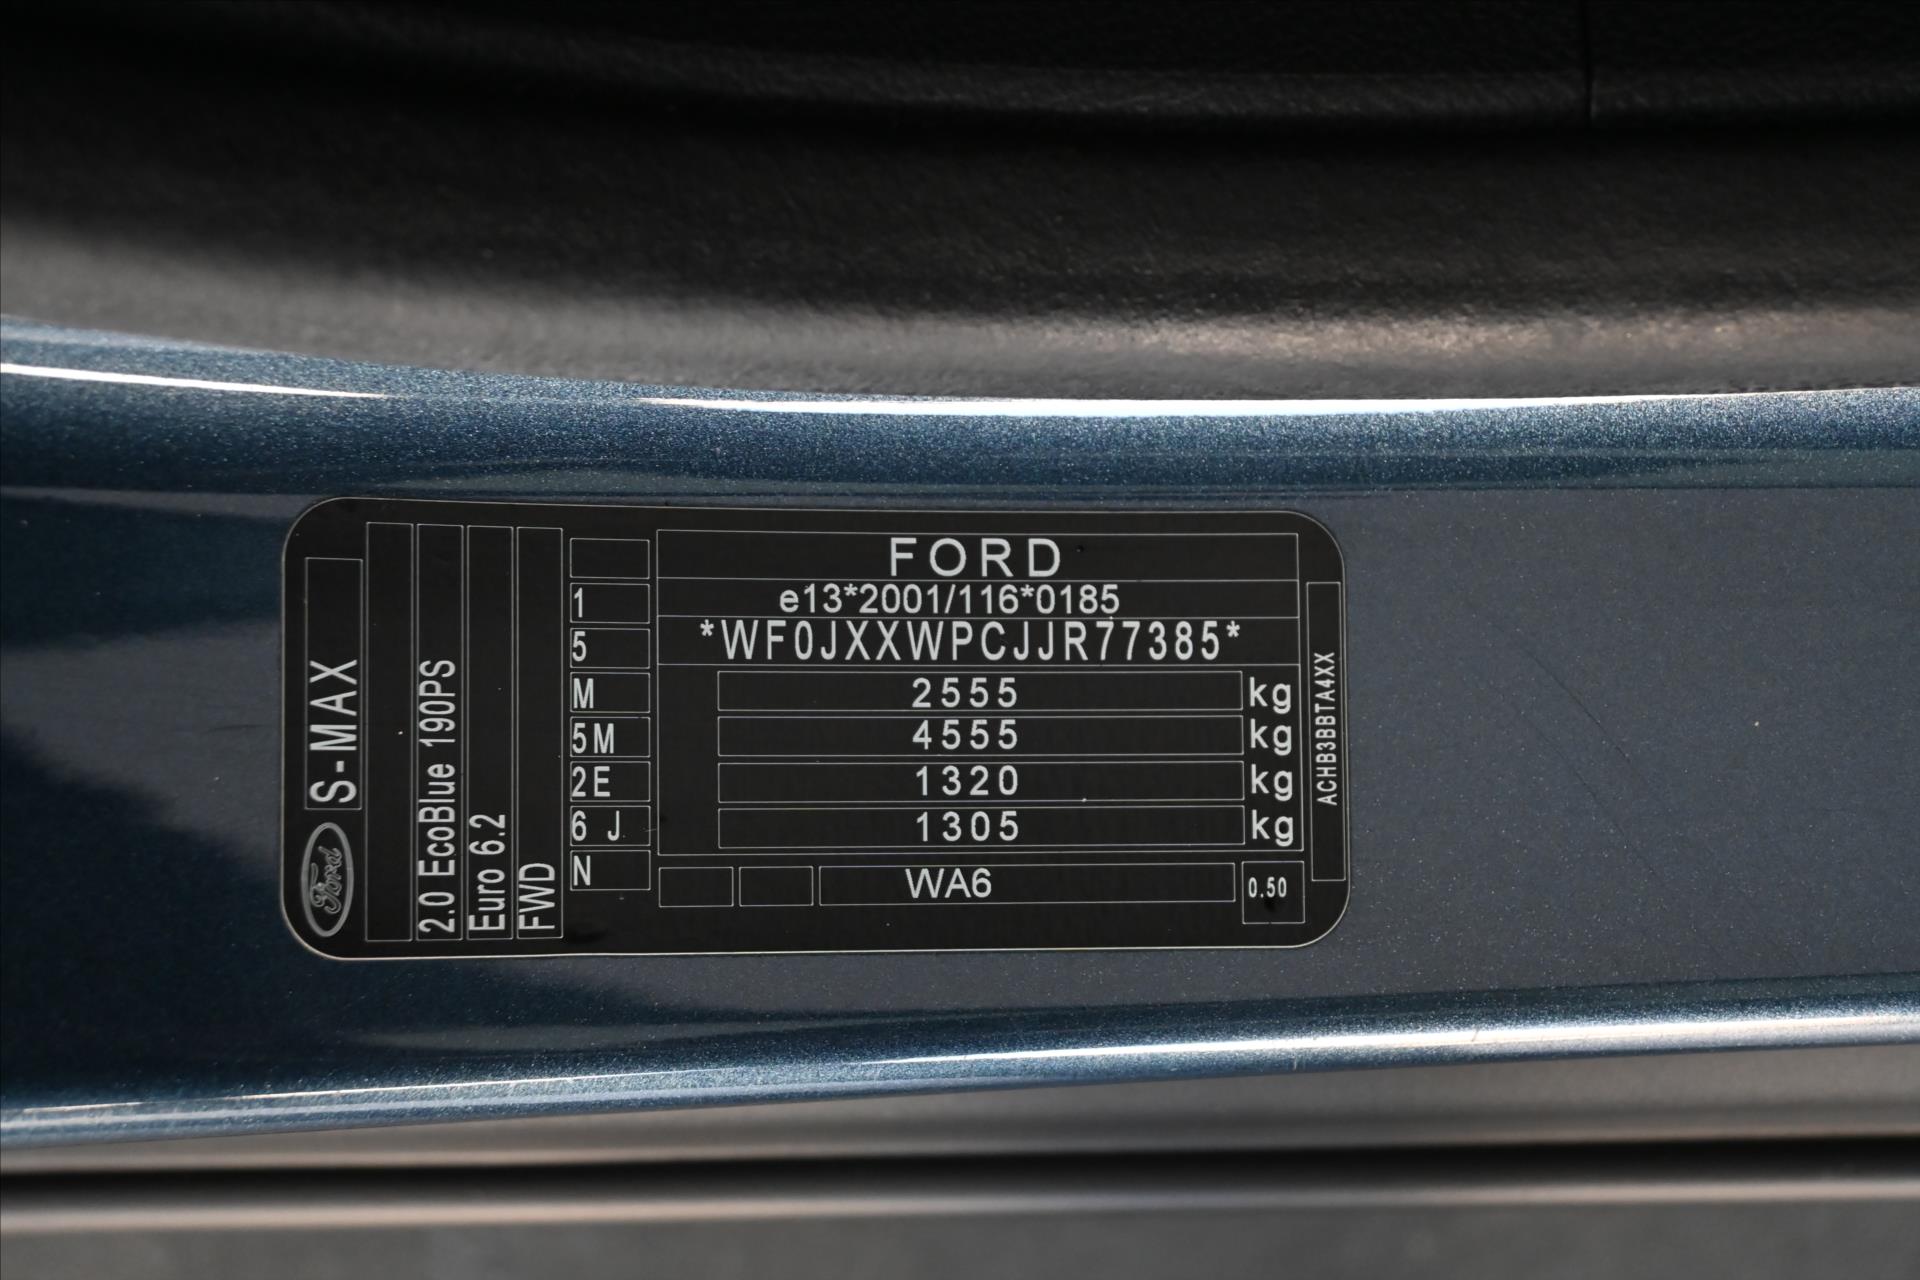 FORD
e13*2001/116*0185
*WF0JXXWPCJJR77385*
2555 kg
4555 kg
1320 kg
1305 kg
WA6
0.50
1
5
M
5M
2E
6 J
N
Ford
S-MAX
2.0 EcoBlue 190PS
Euro 6.2
FWD
ACHB3BBTA4XX